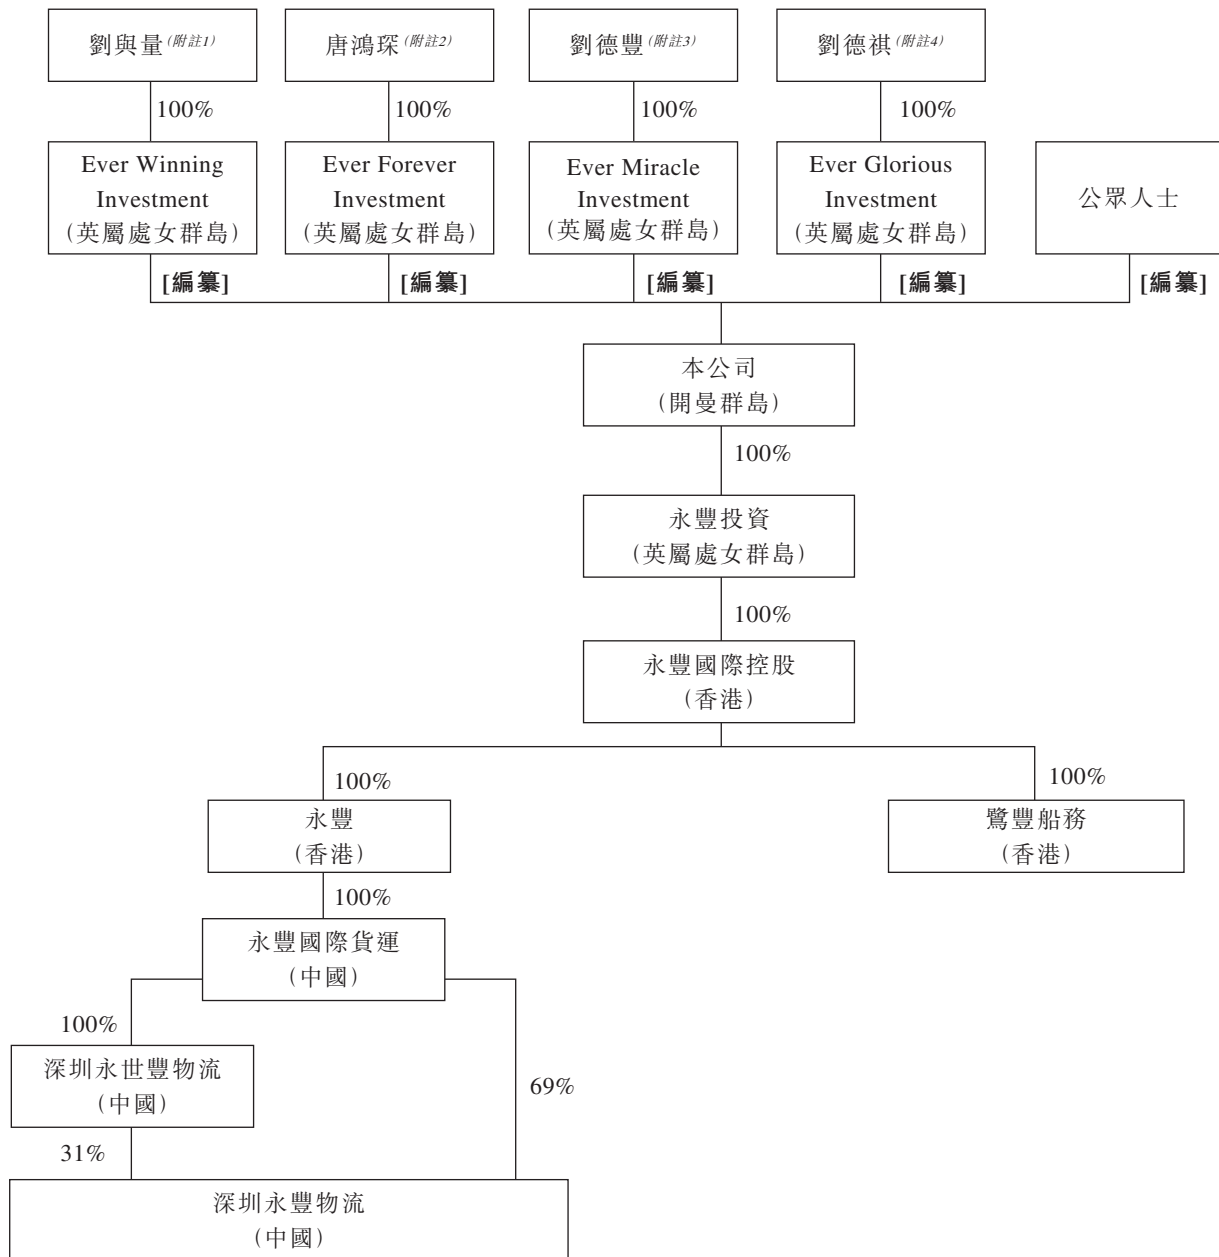 劉與量(附註1)
唐鴻琛(附註2)
劉德豐(附註3)
劉德祺(附註4)
100%
100%
100%
100%
Ever Winning
Investment
(英屬處女群島)
Ever Forever
Investment
(英屬處女群島)
Ever Miracle
Investment
(英屬處女群島)
Ever Glorious
Investment
(英屬處女群島)
公眾人士
[編纂]
[編纂]
[編纂]
[編纂]
[編纂]
本公司
(開曼群島)
100%
永豐投資
(英屬處女群島)
100%
永豐國際控股
(香港)
100%
100%
永豐
(香港)
鷺豐船務
(香港)
100%
永豐國際貨運
(中國)
100%
深圳永世豐物流
(中國)
69%
31%
深圳永豐物流
(中國)